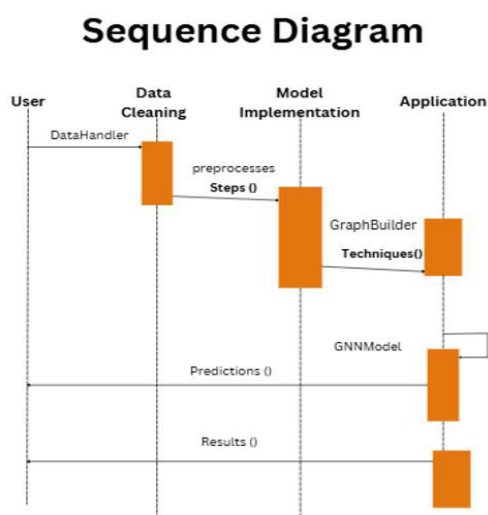 Sequence Diagram
User
Data
Cleaning
Model
Implementation
Application
DataHandler
preprocesses
Steps ()
GraphBuilder
Techniques()
GNNModel
Predictions ()
Results ()